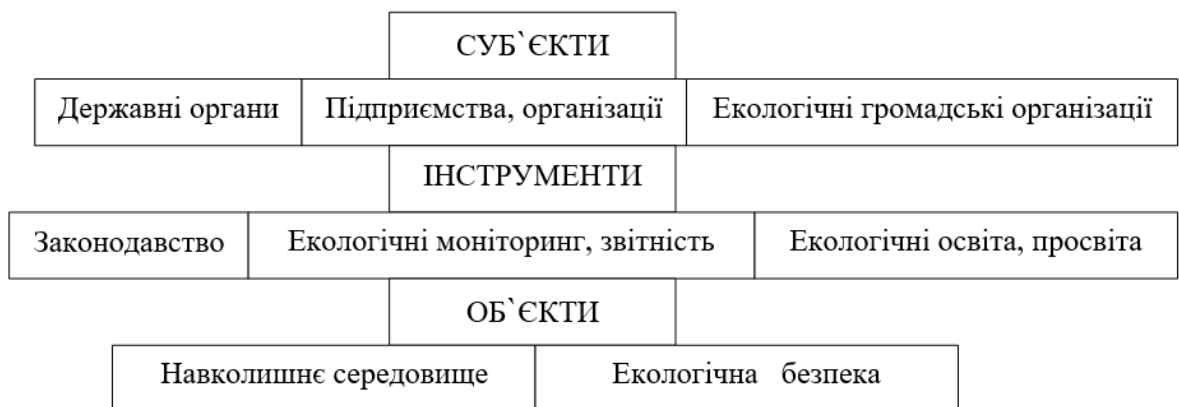 СУБ`ЄКТИ
Державні органи Підприємства, організації Екологічні громадські організації
ІНСТРУМЕНТИ
Законодавство Екологічні моніторинг, звітність Екологічні освіта, просвіта
ОБ`ЄКТИ
Навколишнє середовище Екологічна безпека